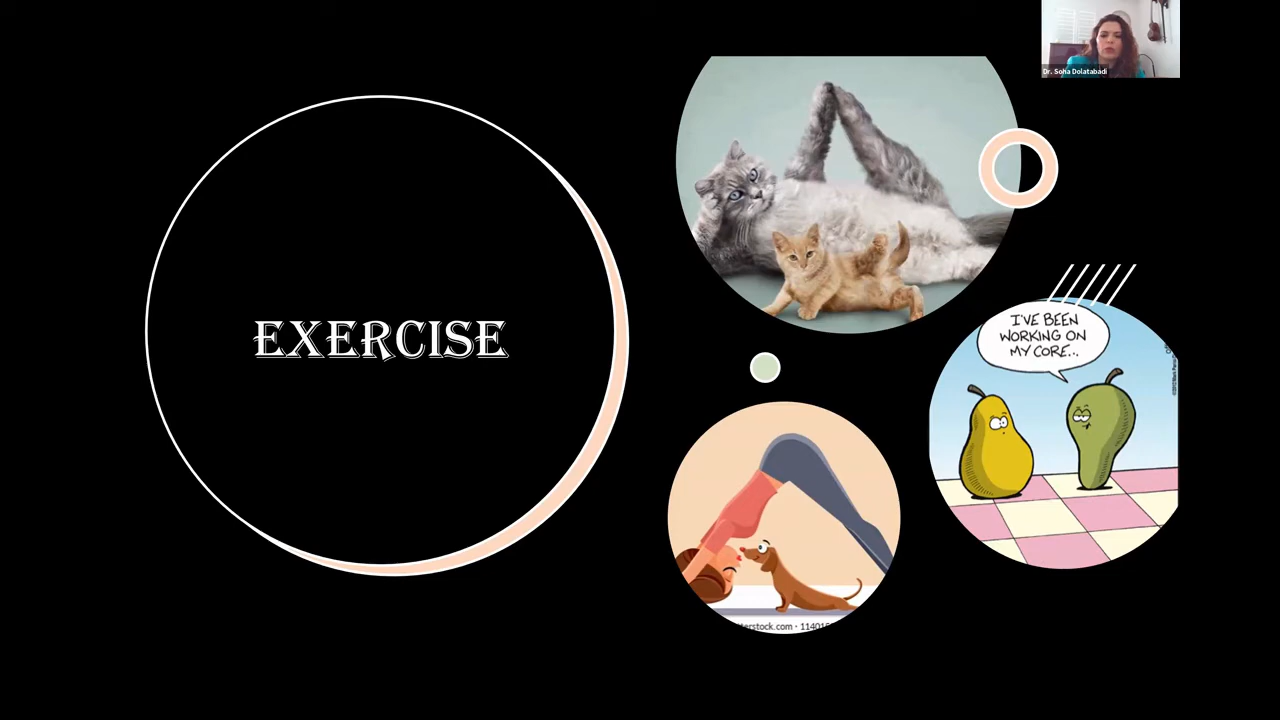 Dr. Soha Dolatabadi
EXERCISE
I'VE BEEN
WORKING ON
MY CORE...
terstock.com · 11401